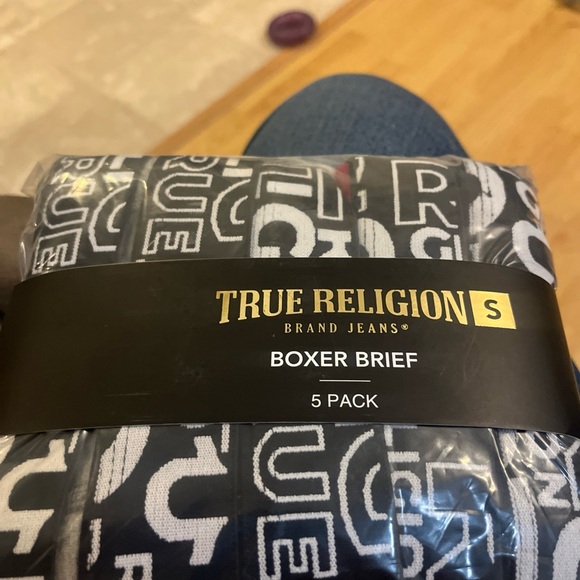 TRUE RELIGION S
BRAND JEANS®
BOXER BRIEF
5 PACK